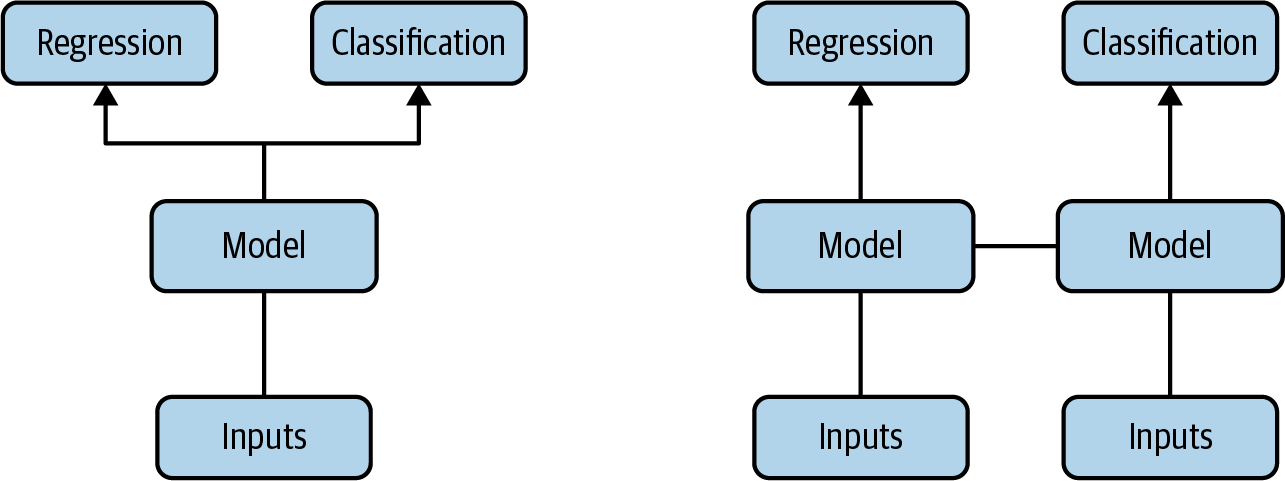 Regression
Classification
Regression
Classification
Model
Model
Model
Inputs
Inputs
Inputs